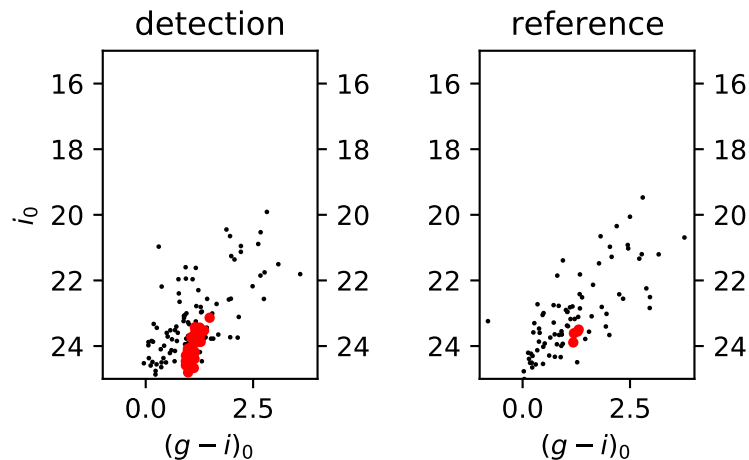 detection reference
16 16 16 16
18 18 18 18
20 20 20 20
i₀
22 22 22 22
24 24 24 24
0.0 2.5 0.0 2.5
(g − i)₀ (g − i)₀